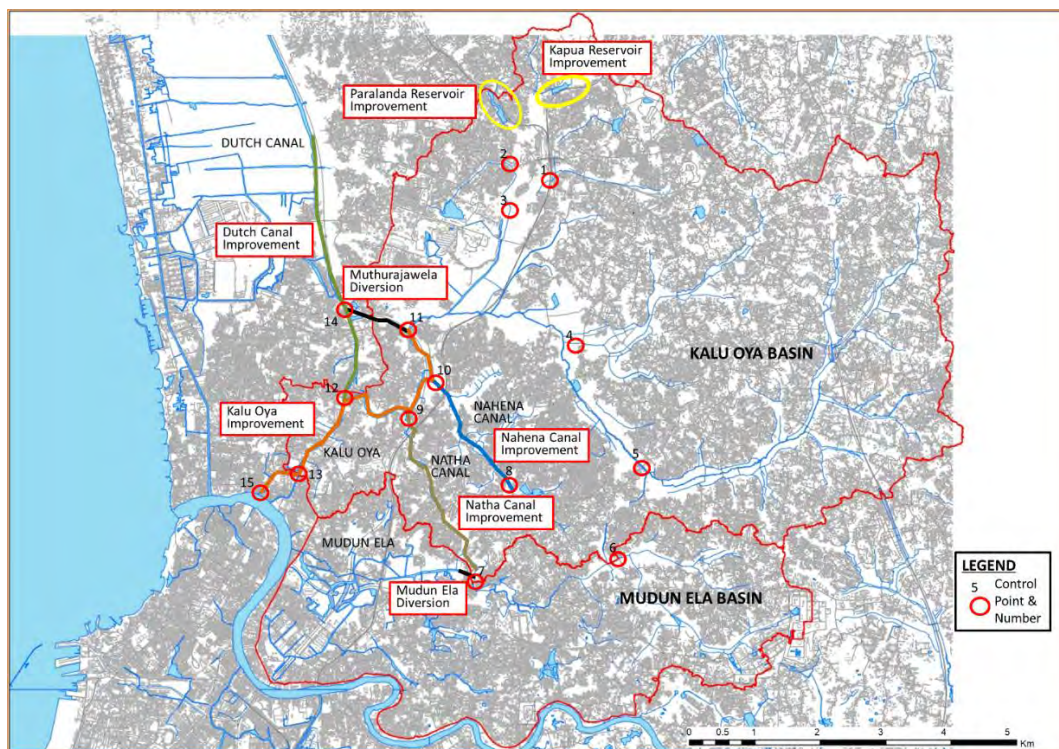 Kapua Reservoir
Improvement
Paralanda Reservoir
Improvement
DUTCH CANAL
2
1
3
Dutch Canal
Improvement
Muthurajawela
Diversion
14
11
4
KALU OYA BASIN
10
12
9
NAHENA
CANAL
Kalu Oya
Improvement
Nahena Canal
Improvement
KALU OYA
NATHA
CANAL
5
8
13
15
Natha Canal
Improvement
MUDUN ELA
6
7
Mudun Ela
Diversion
MUDUN ELA BASIN
LEGEND
5 Control
Point &
Number
0 0.5 1 2 3 4 5
Km